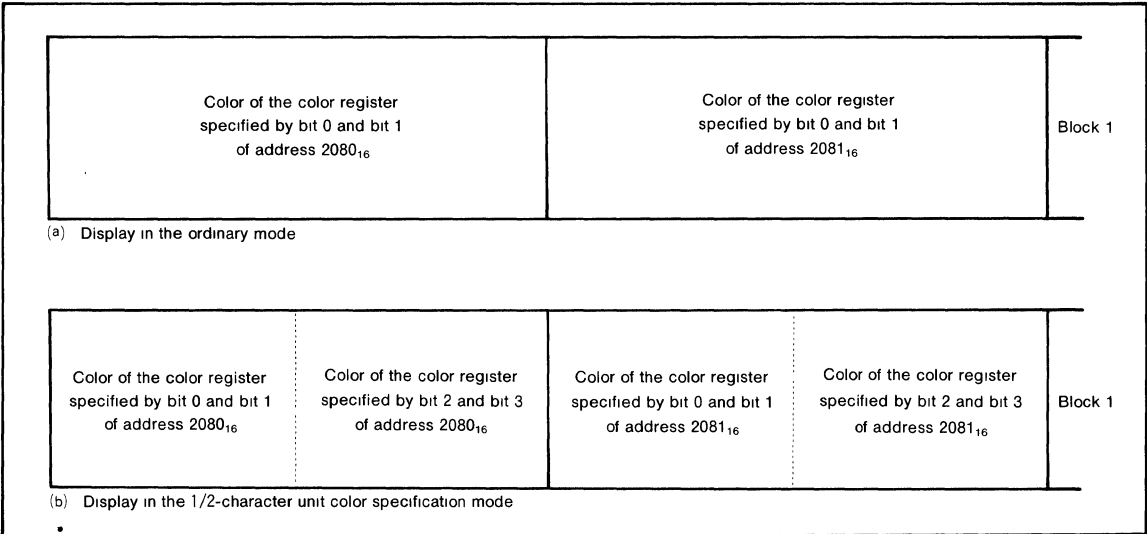 Color of the color register
specified by bit 0 and bit 1
of address 2080₁₆
Color of the color register
specified by bit 0 and bit 1
of address 2081₁₆
Block 1
(a) Display in the ordinary mode
Color of the color register
specified by bit 0 and bit 1
of address 2080₁₆
Color of the color register
specified by bit 2 and bit 3
of address 2080₁₆
Color of the color register
specified by bit 0 and bit 1
of address 2081₁₆
Color of the color register
specified by bit 2 and bit 3
of address 2081₁₆
Block 1
(b) Display in the 1/2-character unit color specification mode